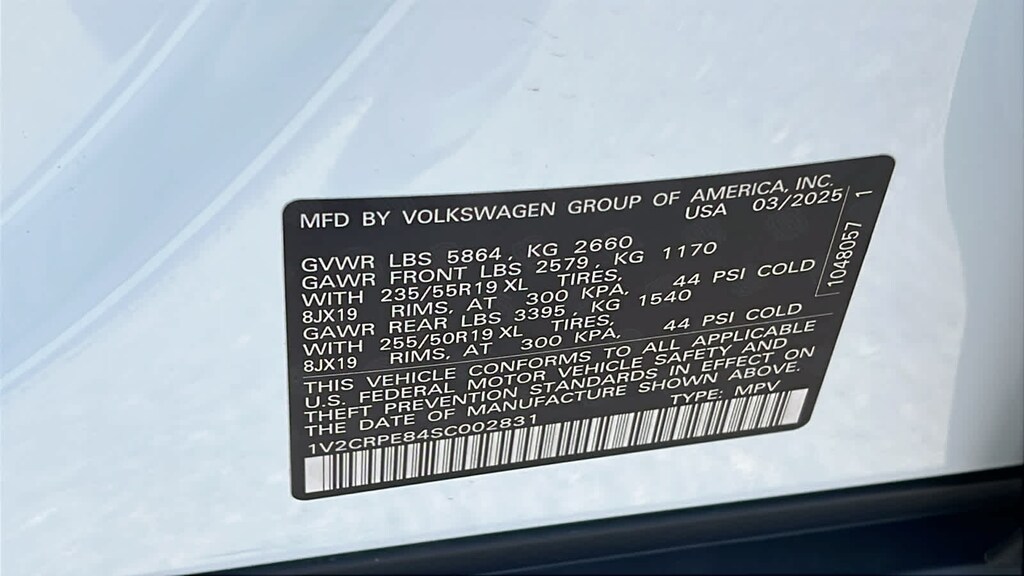 MFD BY VOLKSWAGEN GROUP OF AMERICA, INC.
USA 03/2025
GVWR LBS 5864, KG 2660
GAWR FRONT LBS 2579, KG 1170
WITH 235/55R19 XL TIRES,
8JX19 RIMS, AT 300 KPA, 44 PSI COLD
GAWR REAR LBS 3395, KG 1540
WITH 255/50R19 XL TIRES,
8JX19 RIMS, AT 300 KPA, 44 PSI COLD
THIS VEHICLE CONFORMS TO ALL APPLICABLE
U.S. FEDERAL MOTOR VEHICLE SAFETY AND
THEFT PREVENTION STANDARDS IN EFFECT ON
THE DATE OF MANUFACTURE SHOWN ABOVE.
1V2CRPE84SC002831 TYPE: MPV
1048057 1